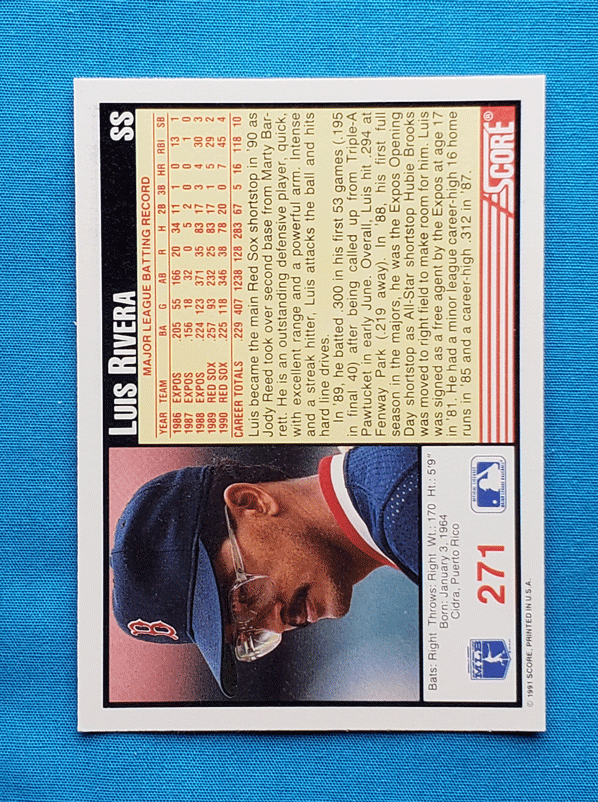 LUIS RIVERA SS
MAJOR LEAGUE BATTING RECORD
YEAR TEAM BA G AB R H 2B 3B HR RBI SB
1986 EXPOS .205 55 166 20 34 11 1 0 13 1
1987 EXPOS .156 18 32 0 5 2 0 0 1 0
1988 EXPOS .224 123 371 35 83 17 3 4 30 3
1989 RED SOX .257 93 232 25 83 17 1 5 29 2
1990 RED SOX .225 118 346 38 78 20 0 7 45 4
CAREER TOTALS .229 407 1238 128 283 67 5 16 118 10
Luis became the main Red Sox shortstop in '90 as
Jody Reed took over second base from Marty Bar-
rett. He is an outstanding defensive player, quick,
with excellent range and a powerful arm. Intense
and a streak hitter, Luis attacks the ball and hits
hard line drives.
In '89, he batted .300 in his first 53 games (.195
in final 40) after being called up from Triple-A
Pawtucket in early June. Overall, Luis hit .294 at
Fenway Park (.219 away). In '88, his first full
season in the majors, he was the Expos Opening
Day shortstop as All-Star shortstop Hubie Brooks
was moved to right field to make room for him. Luis
was signed as a free agent by the Expos at age 17
in '81. He had a minor league career-high 16 home
runs in '85 and a career-high .312 in '87.
SCORE®
B
Bats: Right Throws: Right Wt.: 170 Ht.: 5'9"
Born: January 3, 1964
Cidra, Puerto Rico
MLB
271
© 1991 SCORE, PRINTED IN U.S.A.